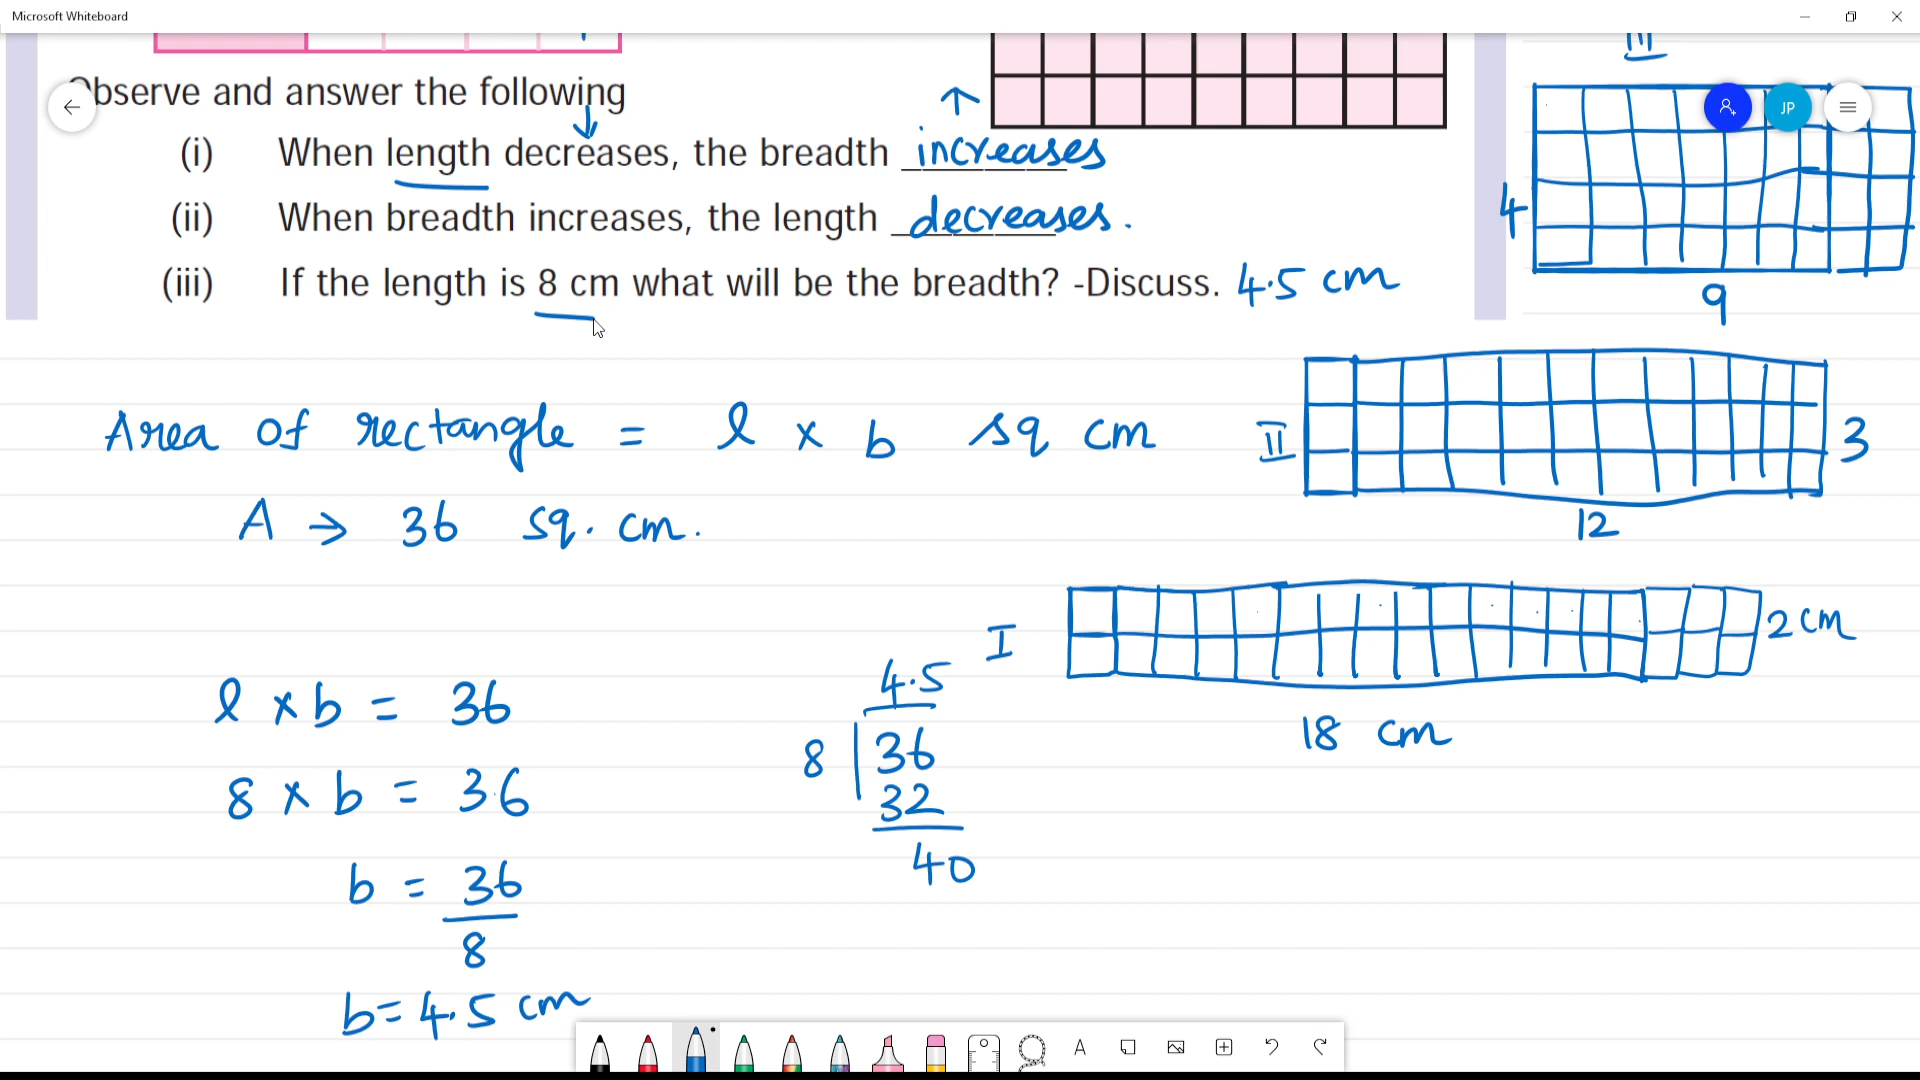 Microsoft Whiteboard
III
Observe and answer the following
JP
(i) When length decreases, the breadth increases
(ii) When breadth increases, the length decreases.
(iii) If the length is 8 cm what will be the breadth? -Discuss. 4.5 cm
4
9
Area of rectangle = l × b sq cm
II
3
12
A → 36 sq. cm.
I
2 cm
18 cm
l × b = 36
8 × b = 36
b = 36
8
b = 4.5 cm
4.5
8 36
32
40
A